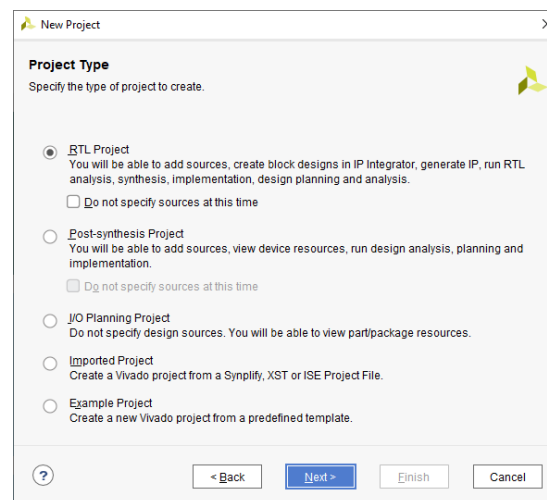 New Project
Project Type
Specify the type of project to create.
RTL Project
You will be able to add sources, create block designs in IP Integrator, generate IP, run RTL
analysis, synthesis, implementation, design planning and analysis.
Do not specify sources at this time
Post-synthesis Project
You will be able to add sources, view device resources, run design analysis, planning and
implementation.
Do not specify sources at this time
I/O Planning Project
Do not specify design sources. You will be able to view part/package resources.
Imported Project
Create a Vivado project from a Synplify, XST or ISE Project File.
Example Project
Create a new Vivado project from a predefined template.
? < Back Next > Finish Cancel